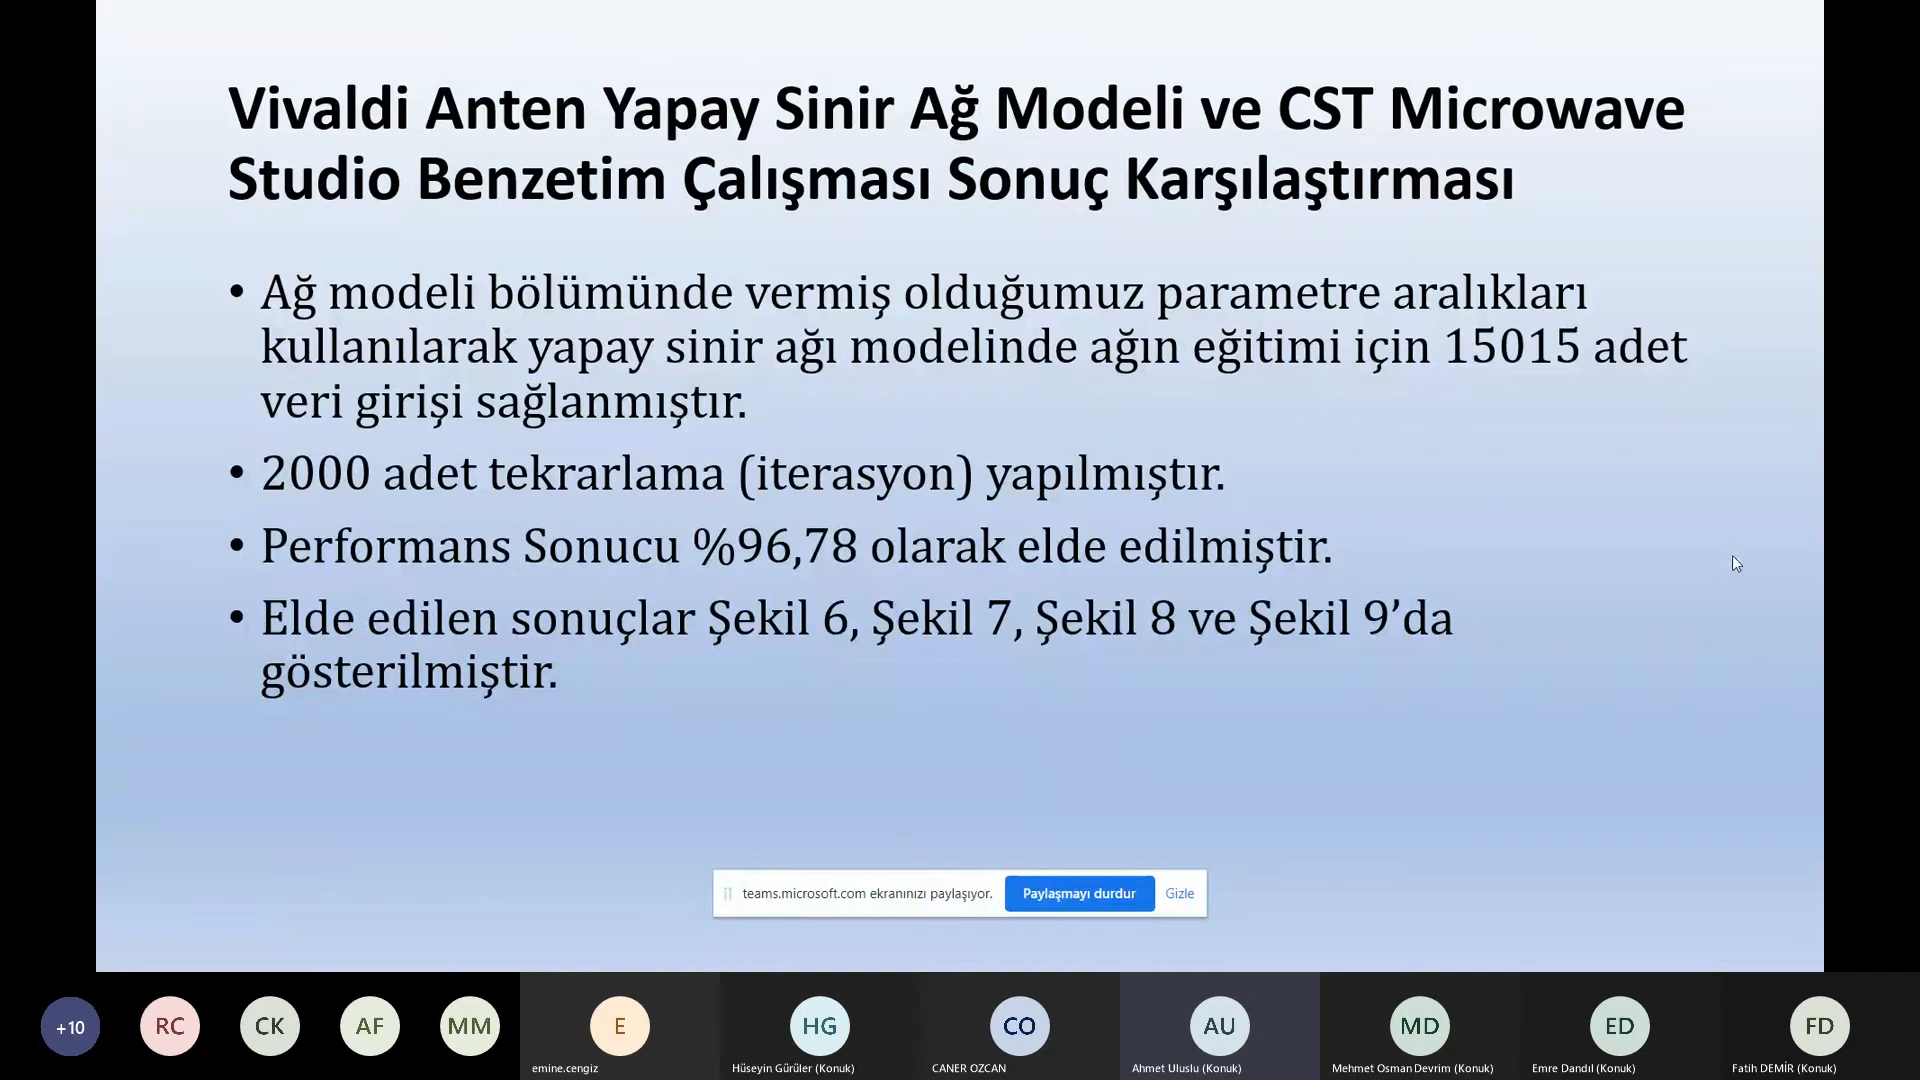 Vivaldi Anten Yapay Sinir Ağ Modeli ve CST Microwave
Studio Benzetim Çalışması Sonuç Karşılaştırması
• Ağ modeli bölümünde vermiş olduğumuz parametre aralıkları
kullanılarak yapay sinir ağı modelinde ağın eğitimi için 15015 adet
veri girişi sağlanmıştır.
• 2000 adet tekrarlama (iterasyon) yapılmıştır.
• Performans Sonucu %96,78 olarak elde edilmiştir.
• Elde edilen sonuçlar Şekil 6, Şekil 7, Şekil 8 ve Şekil 9’da
gösterilmiştir.
teams.microsoft.com ekranınızı paylaşıyor. Paylaşmayı durdur Gizle
+10 RC CK AF MM E HG CO AU MD ED FD
emine.cengiz Hüseyin Gürüler (Konuk) CANER OZCAN Ahmet Uluslu (Konuk) Mehmet Osman Devrim (Konuk) Emre Dandıl (Konuk) Fatih DEMİR (Konuk)